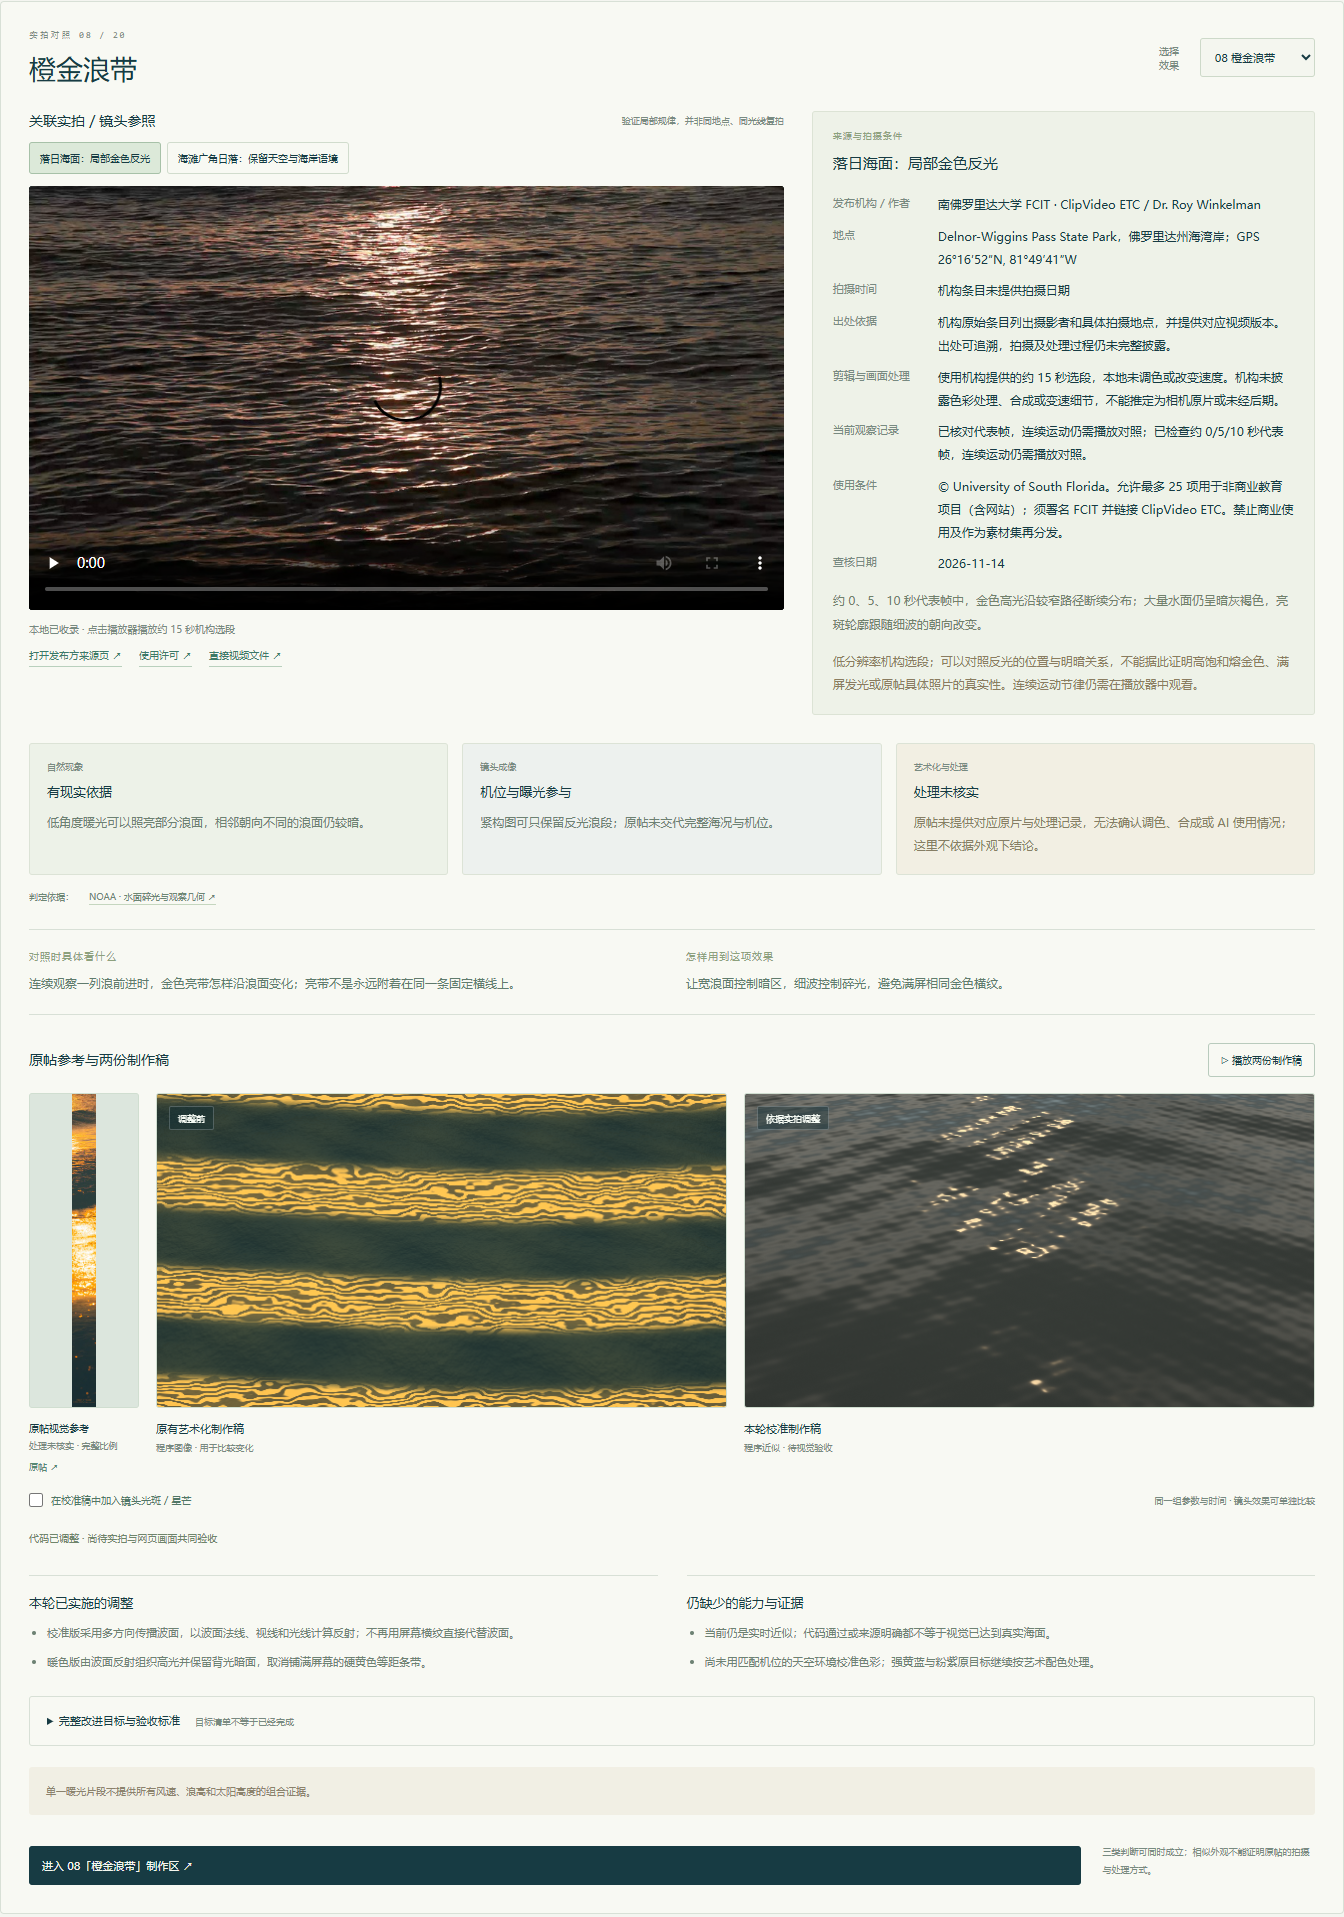 实拍对照 08 / 20
橙金浪带
选择
效果
08 橙金浪带
关联实拍 / 镜头参照
验证局部规律，并非同地点、同光线复拍
落日海面：局部金色反光
海滩广角日落：保留天空与海岸语境
0:00
本地已收录 · 点击播放器播放约 15 秒机构选段
打开发布方来源页 ↗
使用许可 ↗
直接视频文件 ↗
来源与拍摄条件
落日海面：局部金色反光
发布机构 / 作者
南佛罗里达大学 FCIT · ClipVideo ETC / Dr. Roy Winkelman
地点
Delnor-Wiggins Pass State Park，佛罗里达州海湾岸；GPS
26°16′52″N, 81°49′41″W
拍摄时间
机构条目未提供拍摄日期
出处依据
机构原始条目列出摄影者和具体拍摄地点，并提供对应视频版本。
出处可追溯，拍摄及处理过程仍未完整披露。
剪辑与画面处理
使用机构提供的约 15 秒选段，本地未调色或改变速度。机构未披
露色彩处理、合成或变速细节，不能推定为相机原片或未经后期。
当前观察记录
已核对代表帧，连续运动仍需播放对照；已检查约 0/5/10 秒代表
帧，连续运动仍需播放对照。
使用条件
© University of South Florida。允许最多 25 项用于非商业教育
项目（含网站）；须署名 FCIT 并链接 ClipVideo ETC。禁止商业使
用及作为素材集再分发。
查核日期
2026-11-14
约 0、5、10 秒代表帧中，金色高光沿较窄路径断续分布；大量水面仍呈暗灰褐色，亮
斑轮廓跟随细波的朝向改变。
低分辨率机构选段；可以对照反光的位置与明暗关系，不能据此证明高饱和熔金色、满
屏发光或原帖具体照片的真实性。连续运动节律仍需在播放器中观看。
自然现象
有现实依据
低角度暖光可以照亮部分浪面，相邻朝向不同的浪面仍较暗。
镜头成像
机位与曝光参与
紧构图可只保留反光浪段；原帖未交代完整海况与机位。
艺术化与处理
处理未核实
原帖未提供对应原片与处理记录，无法确认调色、合成或 AI 使用情况；
这里不依据外观下结论。
判定依据：
NOAA · 水面碎光与观察几何 ↗
对照时具体看什么
连续观察一列浪前进时，金色亮带怎样沿浪面变化；亮带不是永远附着在同一条固定横线上。
怎样用到这项效果
让宽浪面控制暗区，细波控制碎光，避免满屏相同金色横纹。
原帖参考与两份制作稿
▷ 播放两份制作稿
调整前
依据实拍调整
原帖视觉参考
处理未核实 · 完整比例
原帖 ↗
原有艺术化制作稿
程序图像 · 用于比较变化
本轮校准制作稿
程序近似 · 待视觉验收
在校准稿中加入镜头光斑 / 星芒
同一组参数与时间 · 镜头效果可单独比较
代码已调整 · 尚待实拍与网页画面共同验收
本轮已实施的调整
• 校准版采用多方向传播波面，以波面法线、视线和光线计算反射；不再用屏幕横纹直接代替波面。
• 暖色版由波面反射组织高光并保留背光暗面，取消铺满屏幕的硬黄色等距条带。
仍缺少的能力与证据
• 当前仍是实时近似；代码通过或来源明确都不等于视觉已达到真实海面。
• 尚未用匹配机位的天空环境校准色彩；强黄蓝与粉紫原目标继续按艺术配色处理。
▶ 完整改进目标与验收标准
目标清单不等于已经完成
单一暖光片段不提供所有风速、浪高和太阳高度的组合证据。
进入 08「橙金浪带」制作区 ↗
三类判断可同时成立；相似外观不能证明原帖的拍摄
与处理方式。